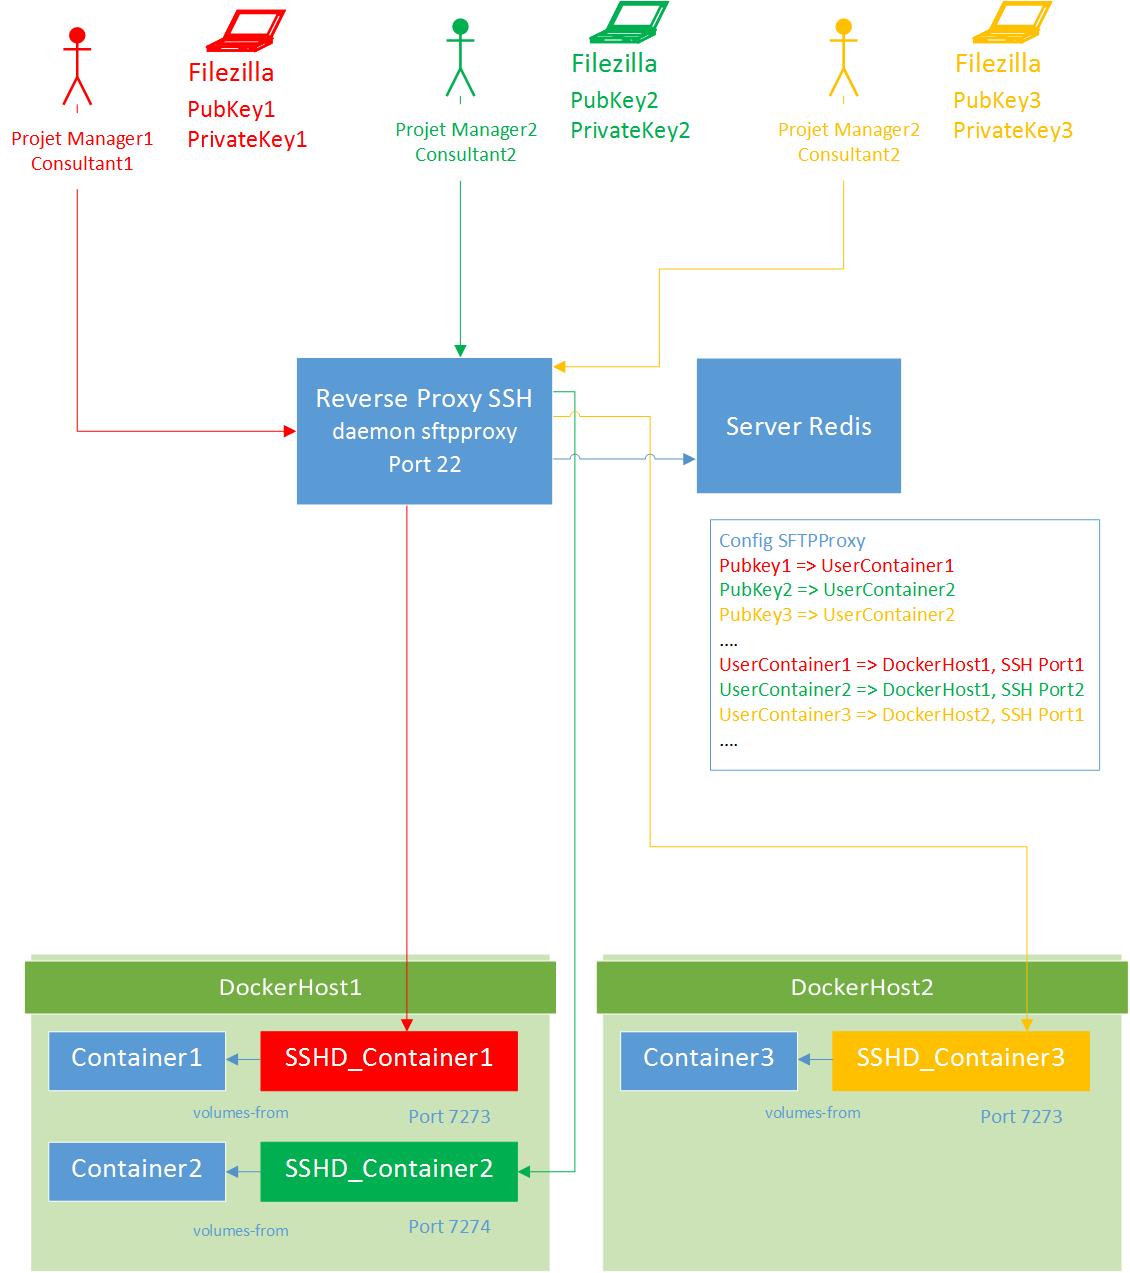 Filezilla
PubKey1
PrivateKey1
Projet Manager1
Consultant1
Filezilla
PubKey2
PrivateKey2
Projet Manager2
Consultant2
Filezilla
PubKey3
PrivateKey3
Projet Manager2
Consultant2
Reverse Proxy SSH
daemon sftpproxy
Port 22
Server Redis
Config SFTPProxy
Pubkey1 => UserContainer1
PubKey2 => UserContainer2
PubKey3 => UserContainer2
....
UserContainer1 => DockerHost1, SSH Port1
UserContainer2 => DockerHost1, SSH Port2
UserContainer3 => DockerHost2, SSH Port1
....
DockerHost1
Container1
SSHD_Container1
volumes-from
Port 7273
Container2
SSHD_Container2
volumes-from
Port 7274
DockerHost2
Container3
SSHD_Container3
volumes-from
Port 7273